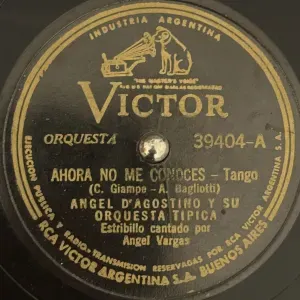 INDUSTRIA ARGENTINA
"HIS MASTER'S VOICE"
VICTOR
ORQUESTA 39404-A
AHORA NO ME CONOCES – Tango
(C. Giampe - A. Bagliotti)
ANGEL D'AGOSTINO Y SU
ORQUESTA TIPICA
Estribillo cantado por
Angel Vargas
EJECUCION PUBLICA Y RADIO-TRANSMISION RESERVADAS POR RCA VICTOR ARGENTINA S.A.
RCA VICTOR ARGENTINA S.A. BUENOS AIRES